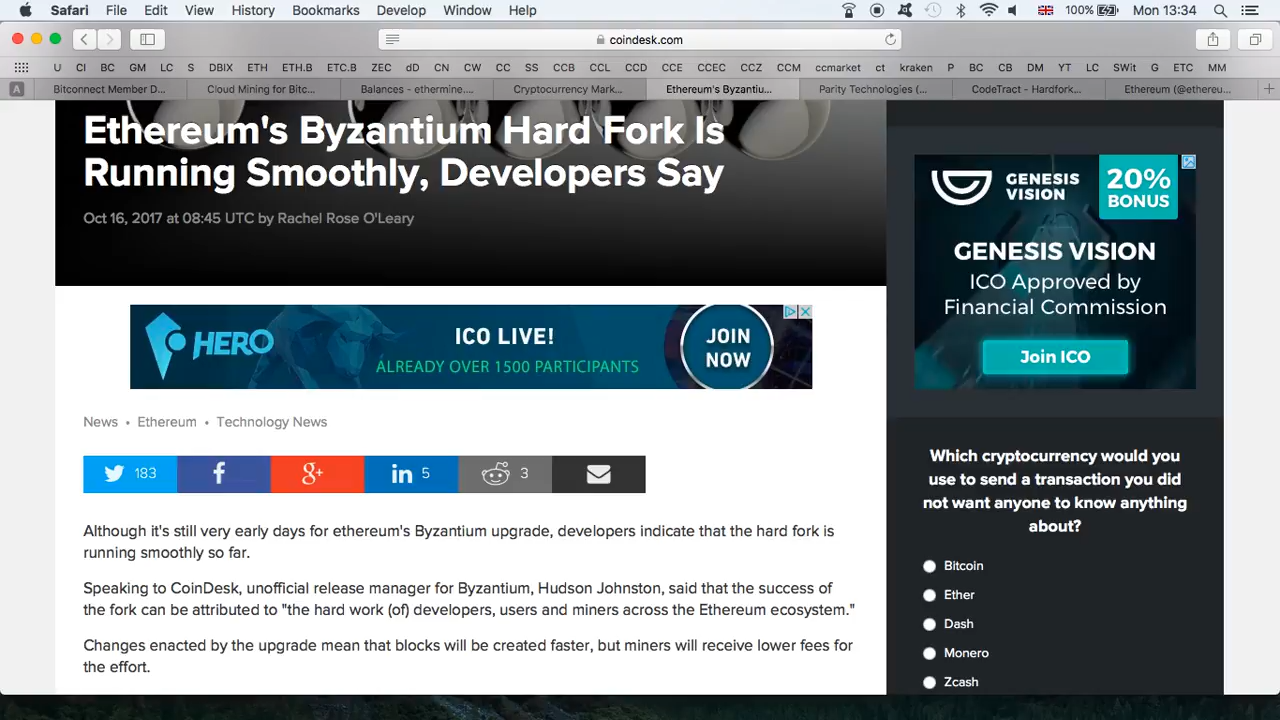 Safari File Edit View History Bookmarks Develop Window Help 100% Mon 13:34
coindesk.com
U CI BC GM LC S DBIX ETH ETH.B ETC.B ZEC dD CN CW CC SS CCB CCL CCD CCE CCEC CCZ CCM ccmarket ct kraken P BC CB DM YT LC SWit G ETC MM
A Bitconnect Member D... Cloud Mining for Bitc... Balances - ethermine.... Cryptocurrency Mark... Ethereum's Byzantiu... Parity Technologies (... CodeTract - Hardfork... Ethereum (@ethereu... +
Ethereum's Byzantium Hard Fork Is
Running Smoothly, Developers Say
Oct 16, 2017 at 08:45 UTC by Rachel Rose O'Leary
HERO
ICO LIVE!
ALREADY OVER 1500 PARTICIPANTS
JOIN
NOW
News • Ethereum • Technology News
183 f g+ in 5 3
Although it's still very early days for ethereum's Byzantium upgrade, developers indicate that the hard fork is
running smoothly so far.
Speaking to CoinDesk, unofficial release manager for Byzantium, Hudson Johnston, said that the success of
the fork can be attributed to "the hard work (of) developers, users and miners across the Ethereum ecosystem."
Changes enacted by the upgrade mean that blocks will be created faster, but miners will receive lower fees for
the effort.
GENESIS
VISION
20%
BONUS
GENESIS VISION
ICO Approved by
Financial Commission
Join ICO
Which cryptocurrency would you
use to send a transaction you did
not want anyone to know anything
about?
Bitcoin
Ether
Dash
Monero
Zcash